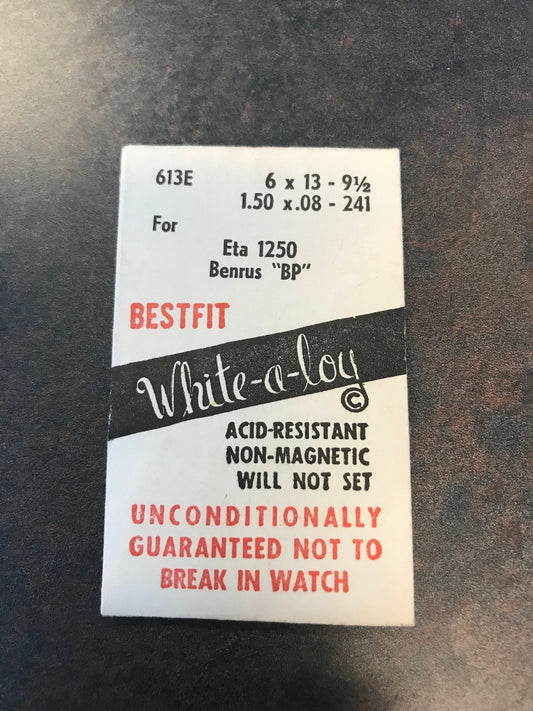 613E 6 x 13 - 9½
1.50 x .08 - 241
For
Eta 1250
Benrus "BP"
BESTFIT
White-a-loy
©
ACID-RESISTANT
NON-MAGNETIC
WILL NOT SET
UNCONDITIONALLY
GUARANTEED NOT TO
BREAK IN WATCH